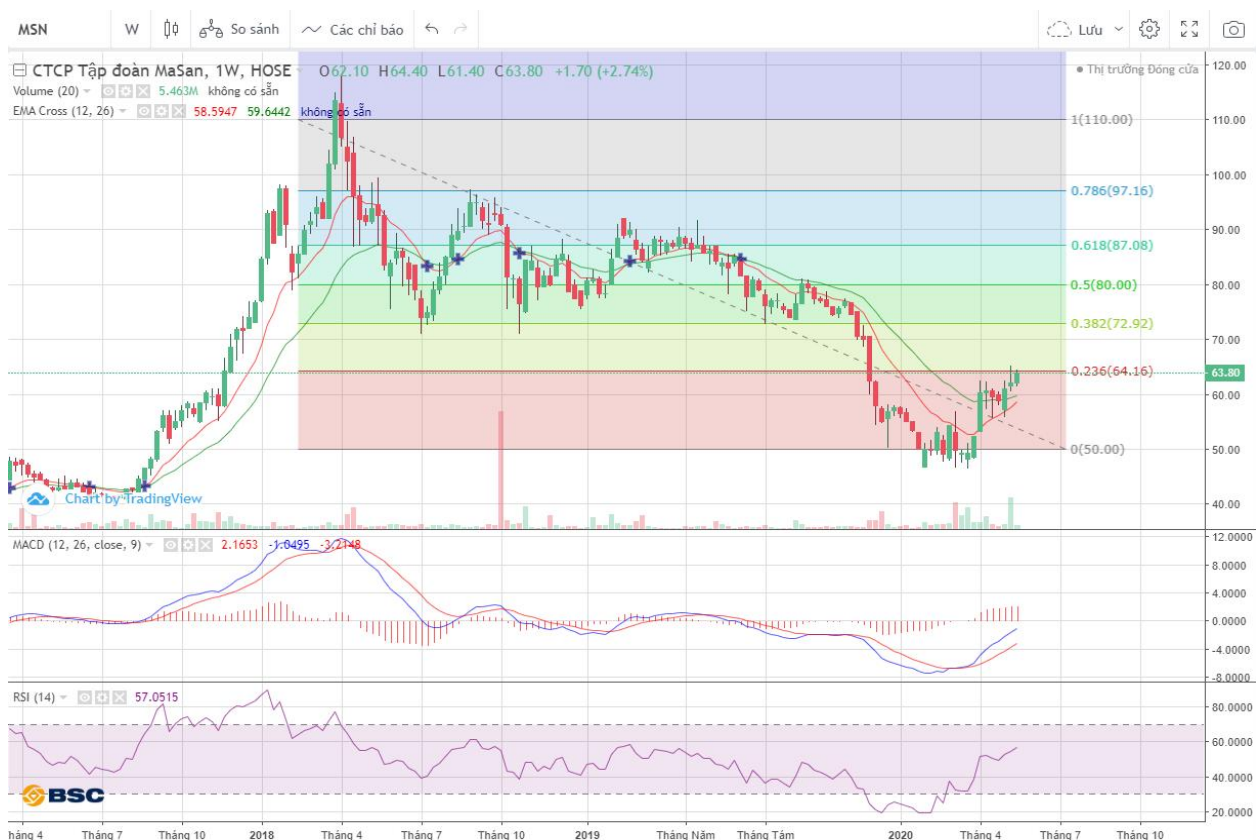 MSN W So sánh Các chỉ báo Lưu
CTCP Tập đoàn MaSan, 1W, HOSE O62.10 H64.40 L61.40 C63.80 +1.70 (+2.74%)
Thị trường Đóng cửa
Volume (20) 5.463M không có sẵn
EMA Cross (12, 26) 58.5947 59.6442 không có sẵn
120.00
110.00
100.00
90.00
80.00
70.00
63.80
60.00
50.00
40.00
1(110.00)
0.786(97.16)
0.618(87.08)
0.5(80.00)
0.382(72.92)
0.236(64.16)
0(50.00)
Chart by TradingView
MACD (12, 26, close, 9) 2.1653 -1.0495 -3.2148
12.0000
8.0000
4.0000
0.0000
-4.0000
-8.0000
RSI (14) 57.0515
80.0000
60.0000
40.0000
20.0000
BSC
háng 4 Tháng 7 Tháng 10 2018 Tháng 4 Tháng 7 Tháng 10 2019 Tháng Năm Tháng Tám 2020 Tháng 4 Tháng 7 Tháng 10